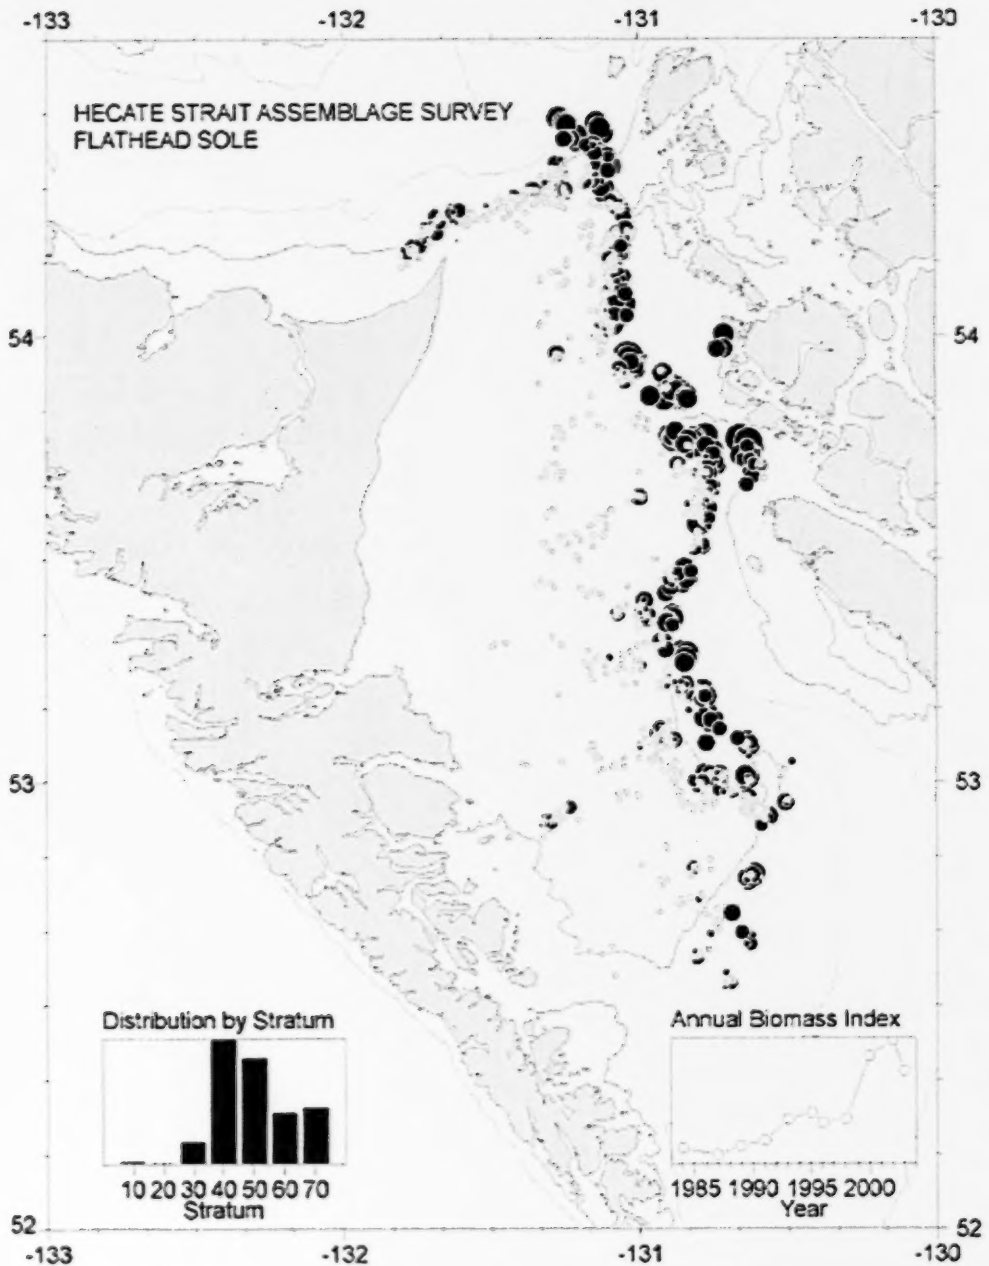 -133 -132 -131 -130
HECATE STRAIT ASSEMBLAGE SURVEY
FLATHEAD SOLE
54 54
53 53
Distribution by Stratum
10 20 30 40 50 60 70
Stratum
Annual Biomass Index
1985 1990 1995 2000
Year
52 52
-133 -132 -131 -130